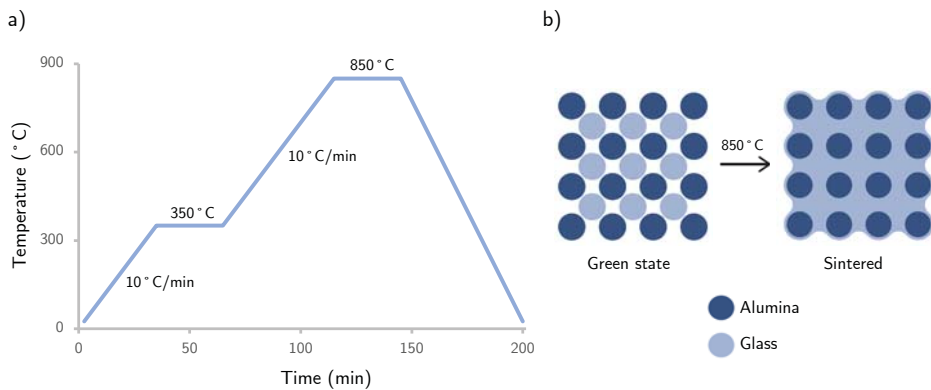 a)
900
600
300
0
0
50
100
150
200
Temperature (°C)
Time (min)
10°C/min
350°C
10°C/min
850°C
b)
850°C
Green state
Sintered
Alumina
Glass